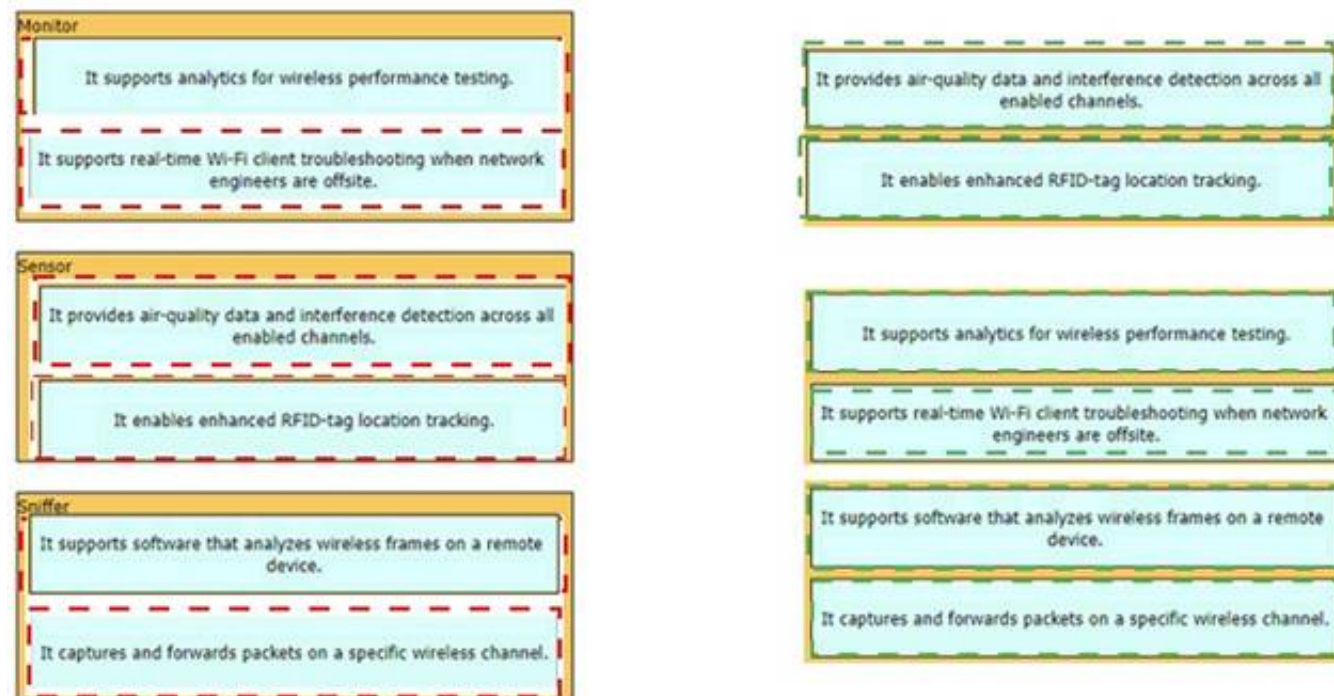 Monitor
It supports analytics for wireless performance testing.
It supports real-time Wi-Fi client troubleshooting when network
engineers are offsite.
Sensor
It provides air-quality data and interference detection across all
enabled channels.
It enables enhanced RFID-tag location tracking.
Sniffer
It supports software that analyzes wireless frames on a remote
device.
It captures and forwards packets on a specific wireless channel.
It provides air-quality data and interference detection across all
enabled channels.
It enables enhanced RFID-tag location tracking.
It supports analytics for wireless performance testing.
It supports real-time Wi-Fi client troubleshooting when network
engineers are offsite.
It supports software that analyzes wireless frames on a remote
device.
It captures and forwards packets on a specific wireless channel.